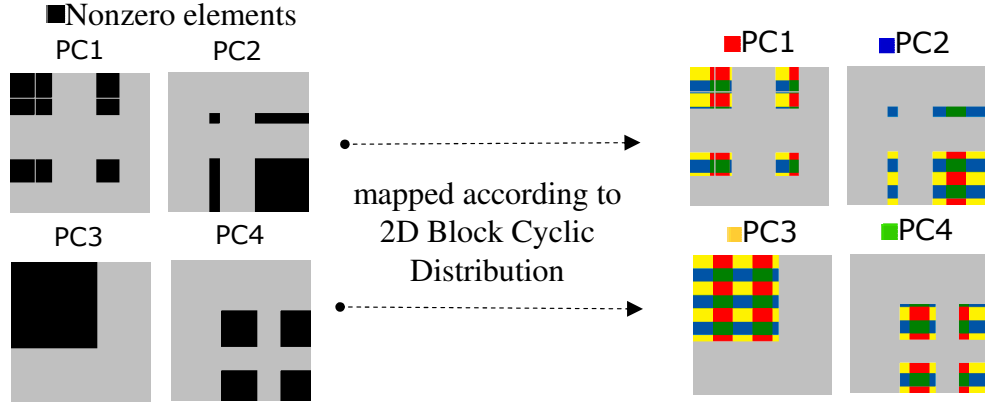 Nonzero elements
PC1 PC2
PC1 PC2
mapped according to
2D Block Cyclic
Distribution
PC3 PC4
PC3 PC4